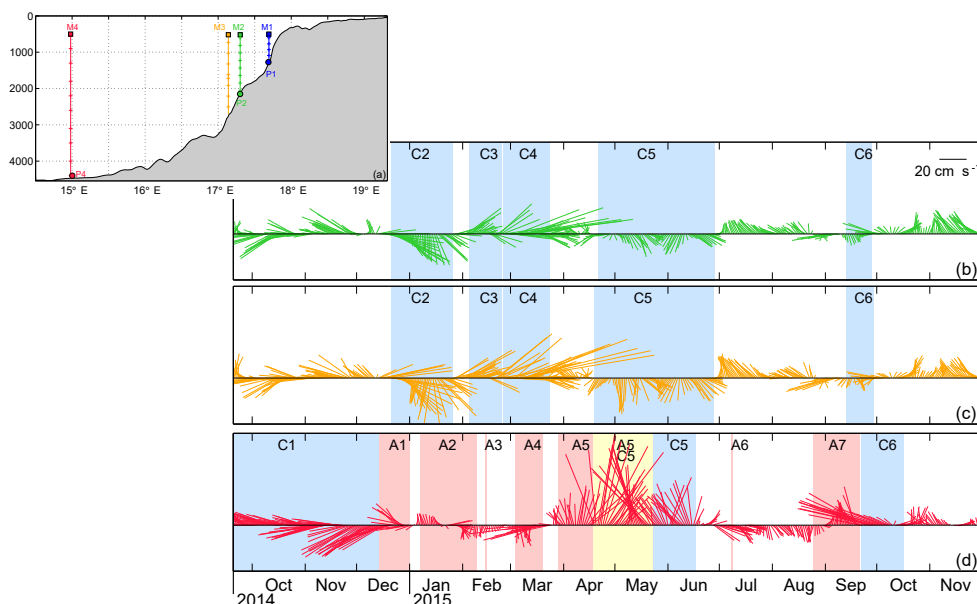 0
1000
2000
3000
4000
M4 M3 M2 M1
P1
P2
P4
(a)
15° E 16° E 17° E 18° E 19° E
C2 C3 C4 C5 C6
20 cm s⁻¹
(b)
C2 C3 C4 C5 C6
(c)
C1 A1 A2 A3 A4 A5 A5 C5 A6 A7 C6
C5
(d)
Oct Nov Dec Jan Feb Mar Apr May Jun Jul Aug Sep Oct Nov
2014 2015